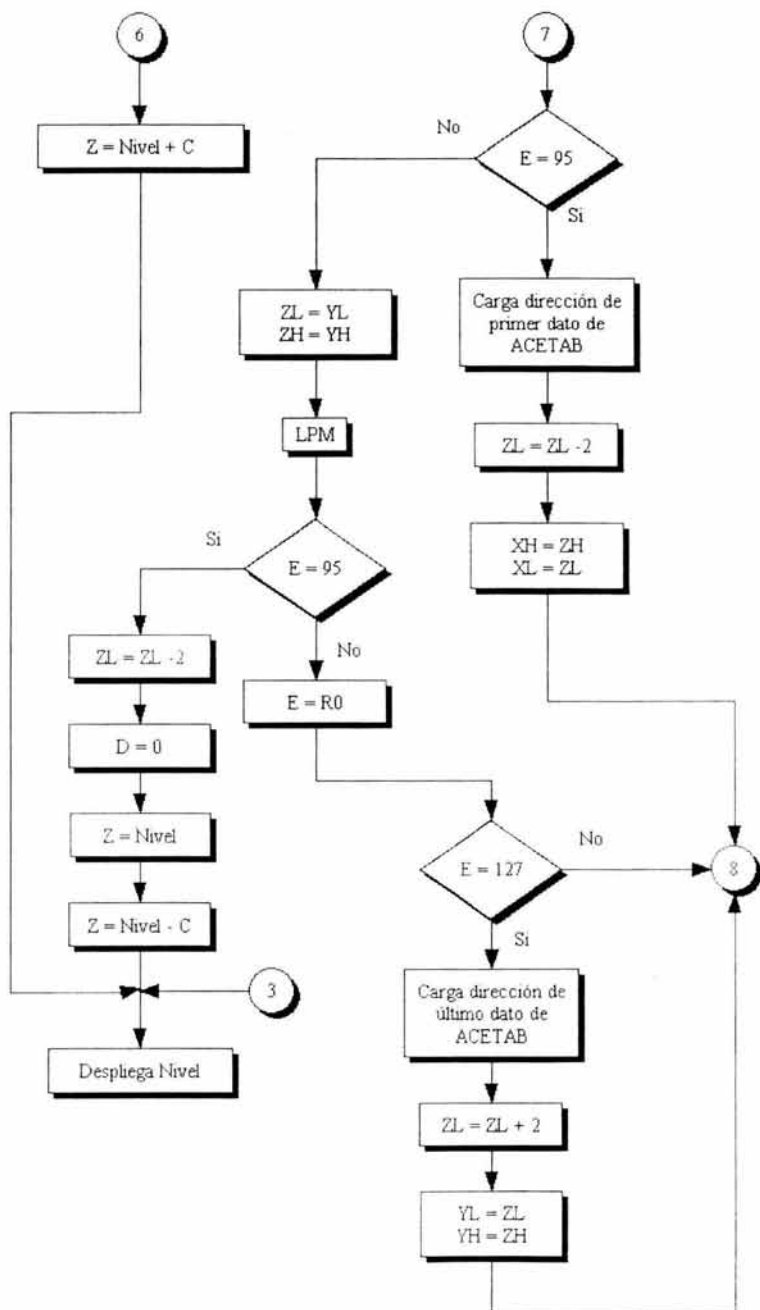 6
Z = Nivel + C
7
No
E = 95
Si
ZL = YL
ZH = YH
Carga dirección de
primer dato de
ACETAB
LPM
ZL = ZL -2
Si
E = 95
XH = ZH
XL = ZL
ZL = ZL -2
No
E = R0
D = 0
Z = Nivel
E = 127
No
8
Z = Nivel - C
Si
3
Carga dirección de
último dato de
ACETAB
Despliega Nivel
ZL = ZL + 2
YL = ZL
YH = ZH